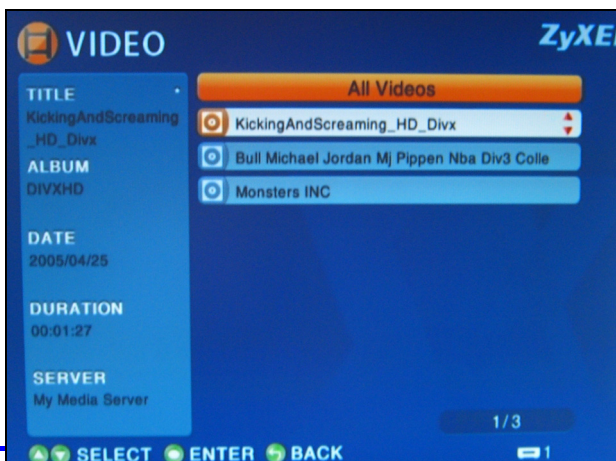 VIDEO
ZyXE
TITLE
KickingAndScreaming
_HD_Divx
ALBUM
DIVXHD
DATE
2005/04/25
DURATION
00:01:27
SERVER
My Media Server
All Videos
KickingAndScreaming_HD_Divx
Bull Michael Jordan Mj Pippen Nba Div3 Colle
Monsters INC
1/3
SELECT ENTER BACK
1